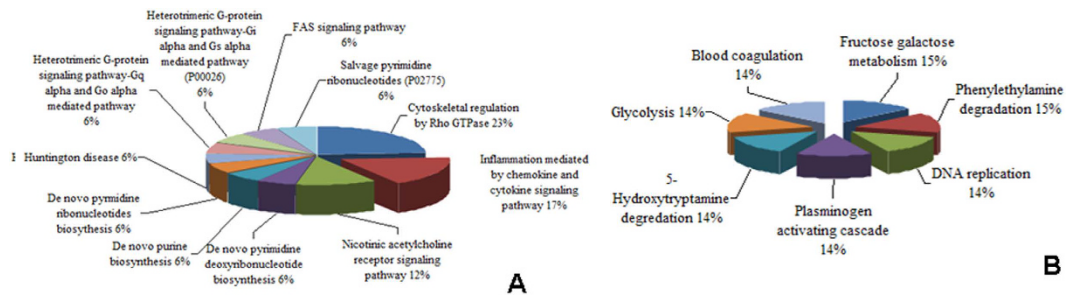 Heterotrimeric G-protein
signaling pathway-Gi
alpha and Gs alpha
mediated pathway
(P00026)
6%
FAS signaling pathway
6%
Salvage pyrimidine
ribonucleotides (P02775)
6%
Cytoskeletal regulation
by Rho GTPase 23%
Inflammation mediated
by chemokine and
cytokine signaling
pathway 17%
Nicotinic acetylcholine
receptor signaling
pathway 12%
De novo pyrimidine
deoxyribonucleotide
biosynthesis 6%
De novo purine
biosynthesis 6%
De novo pyrmidine
ribonucleotides
biosythesis 6%
Huntington disease 6%
Heterotrimeric G-protein
signaling pathway-Gq
alpha and Go alpha
mediated pathway
6%
A
Blood coagulation
14%
Fructose galactose
metabolism 15%
Phenylethylamine
degradation 15%
DNA replication
14%
Plasminogen
activating cascade
14%
5-
Hydroxytryptamine
degredation 14%
Glycolysis 14%
B